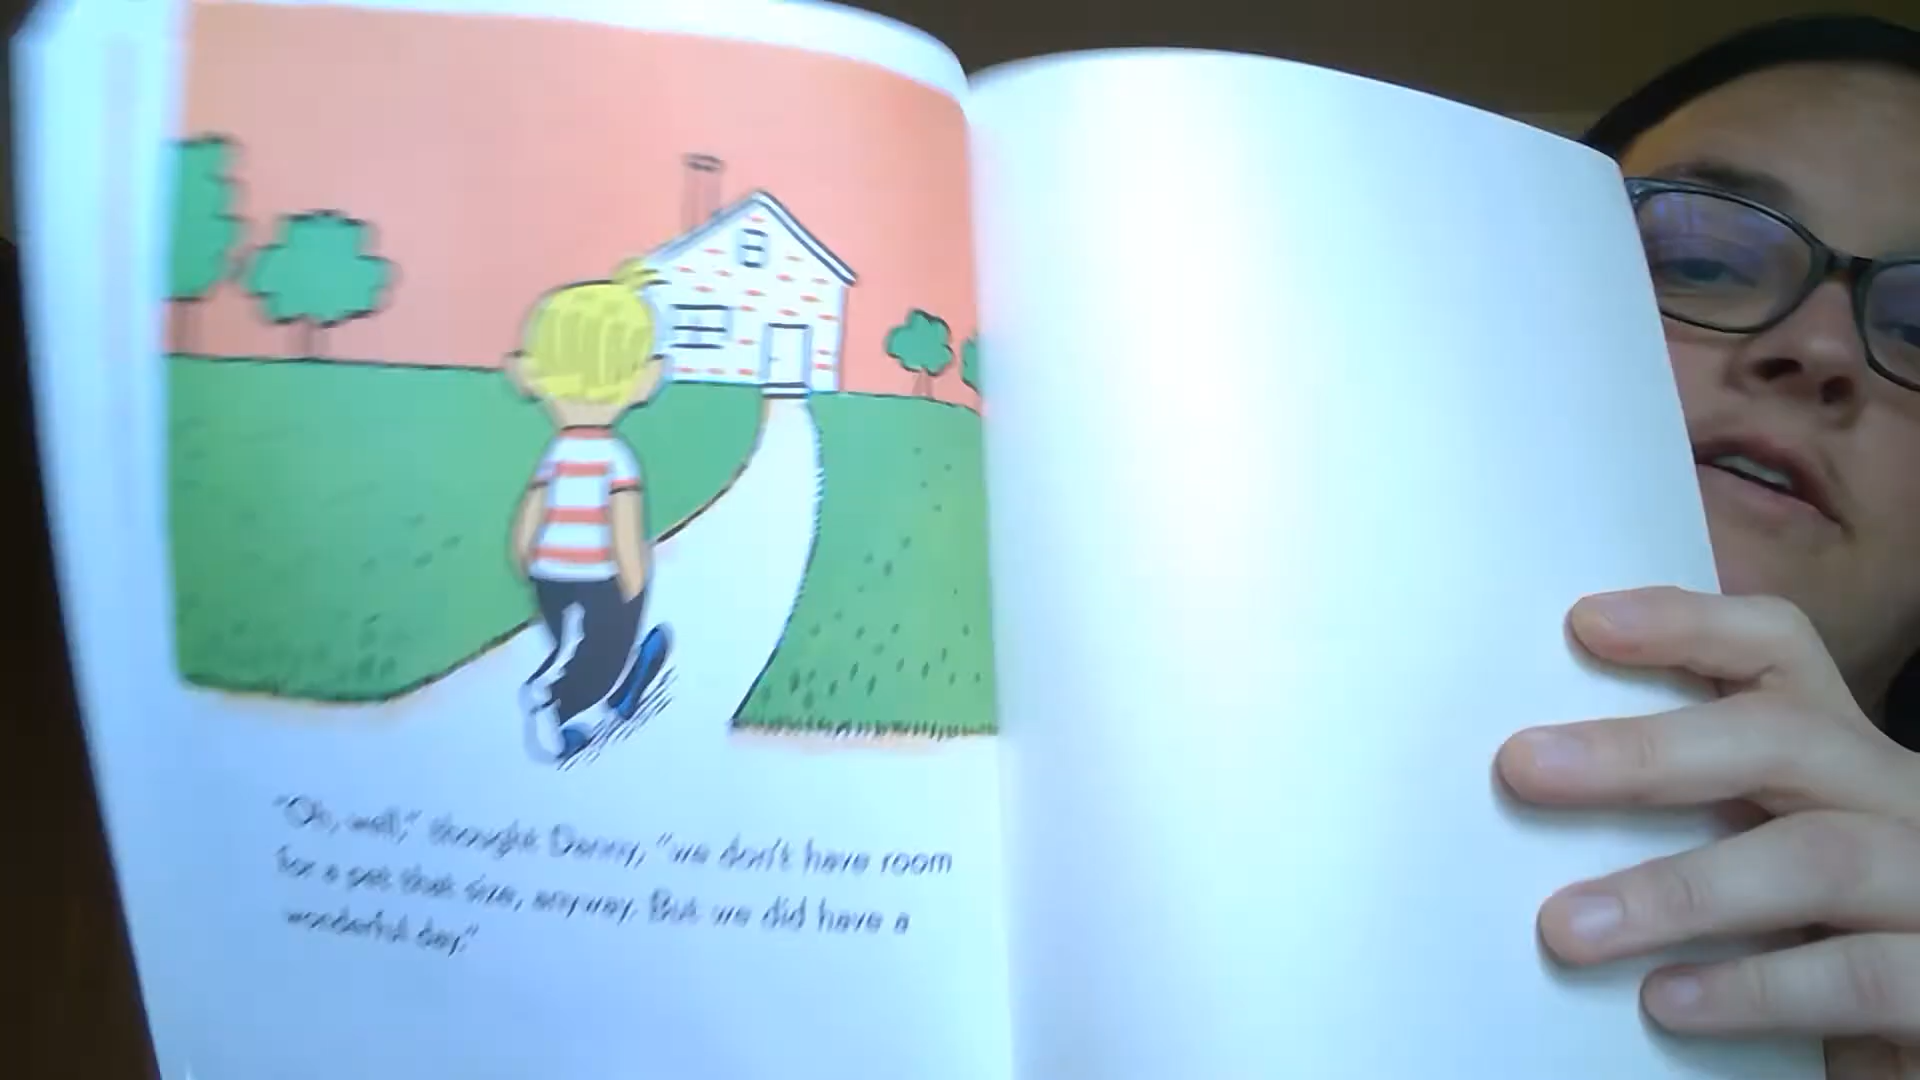 "Oh, well," thought Danny, "we don't have room
for a pet that size, anyway. But we did have a
wonderful day."